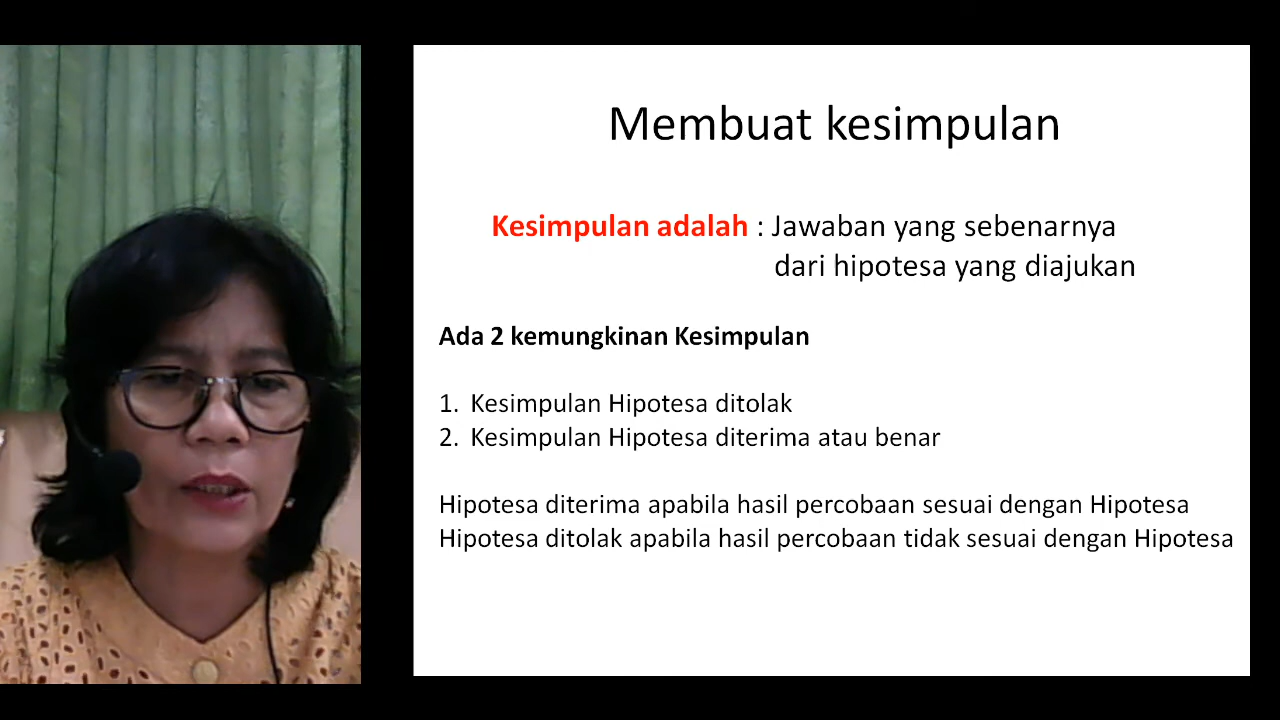 Membuat kesimpulan
Kesimpulan adalah : Jawaban yang sebenarnya
dari hipotesa yang diajukan
Ada 2 kemungkinan Kesimpulan
1. Kesimpulan Hipotesa ditolak
2. Kesimpulan Hipotesa diterima atau benar
Hipotesa diterima apabila hasil percobaan sesuai dengan Hipotesa
Hipotesa ditolak apabila hasil percobaan tidak sesuai dengan Hipotesa